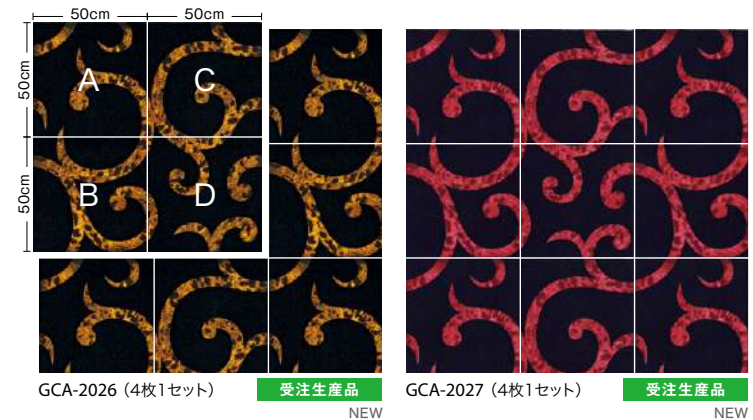 50cm 50cm
50cm
A C
B D
50cm
GCA-2026（4枚1セット） 受注生産品
NEW
GCA-2027（4枚1セット） 受注生産品
NEW